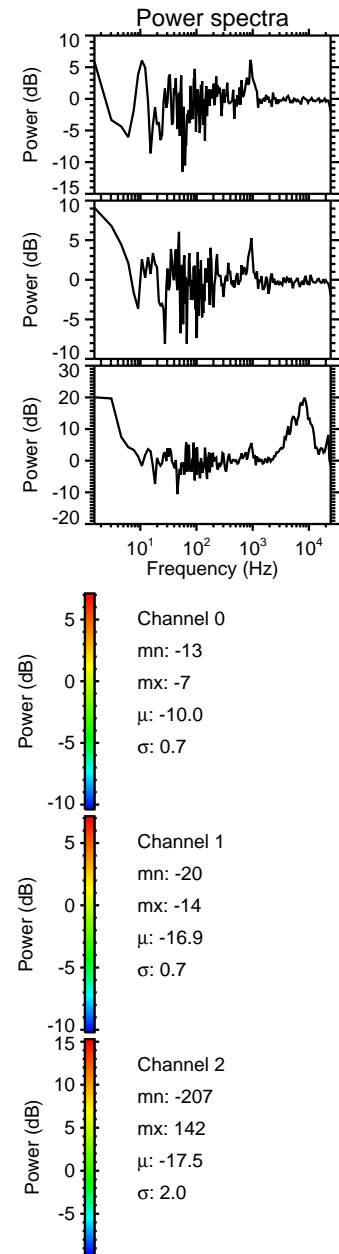 Power spectra
10
5
0
-5
-10
-15
Power (dB)
10
5
0
-5
-10
Power (dB)
30
20
10
0
-10
-20
Power (dB)
10¹ 10² 10³ 10⁴
Frequency (Hz)
5
0
-5
-10
Power (dB)
Channel 0
mn: -13
mx: -7
μ: -10.0
σ: 0.7
5
0
-5
-10
Power (dB)
Channel 1
mn: -20
mx: -14
μ: -16.9
σ: 0.7
15
10
5
0
-5
Power (dB)
Channel 2
mn: -207
mx: 142
μ: -17.5
σ: 2.0